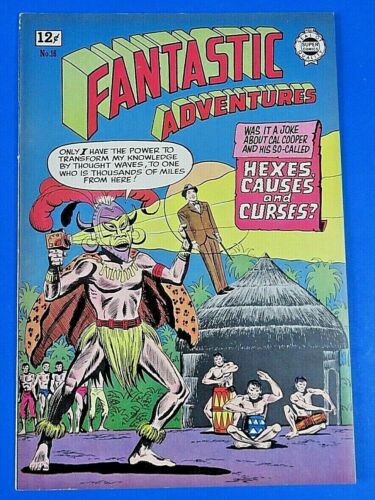 12¢
No. 16
FANTASTIC
ADVENTURES
SUPER
COMICS
ONLY I HAVE THE POWER TO
TRANSFORM MY KNOWLEDGE
BY THOUGHT WAVES, TO ONE
WHO IS THOUSANDS OF MILES
FROM HERE!
WAS IT A JOKE
ABOUT CAL COOPER
AND HIS SO-CALLED
HEXES,
CAUSES
and
CURSES?